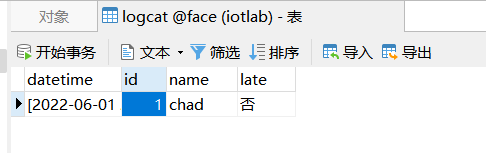 对象 logcat @face (iotlab) - 表
开始事务 文本 筛选 排序 导入 导出
datetime id name late
[2022-06-01 1 chad 否